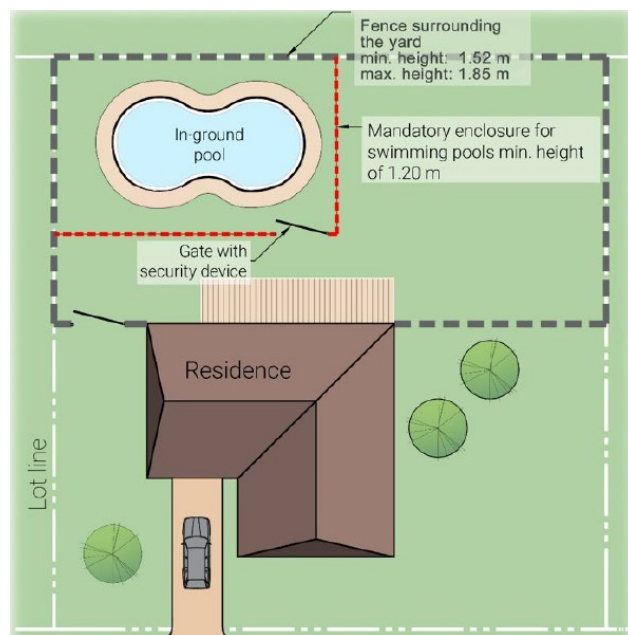 Fence surrounding
the yard
min. height: 1.52 m
max. height: 1.85 m
Mandatory enclosure for
swimming pools min. height
of 1.20 m
In-ground
pool
Gate with
security device
Residence
Lot line